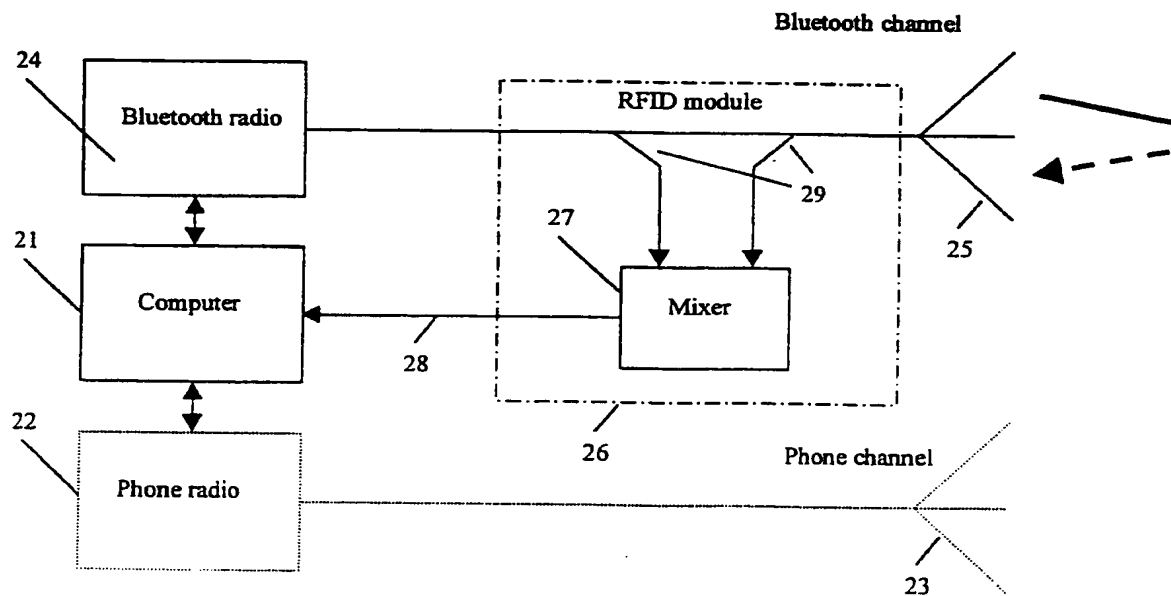 Bluetooth channel
24
RFID module
Bluetooth radio
29
21
27
25
Computer
Mixer
28
22
26
Phone channel
Phone radio
23